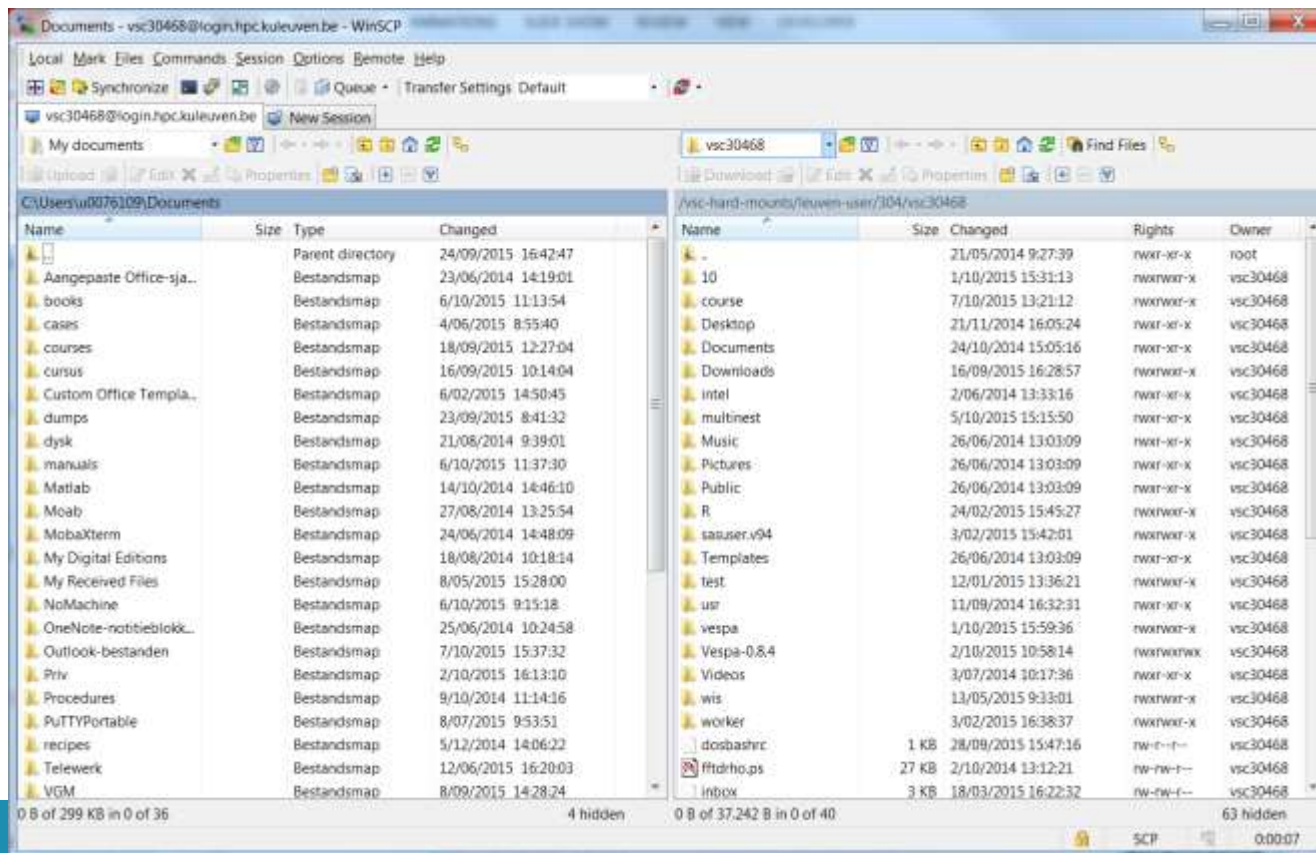 Documents - vsc30468@login.hpc.kuleuven.be - WinSCP
Local Mark Files Commands Session Options Remote Help
Synchronize Queue Transfer Settings Default
vsc30468@login.hpc.kuleuven.be New Session
My documents
Upload Edit Properties
C:\Users\u0076109\Documents
Name Size Type Changed
.. Parent directory 24/09/2015 16:42:47
Aangepaste Office-sja... Bestandsmap 23/06/2014 14:19:01
books Bestandsmap 6/10/2015 11:13:54
cases Bestandsmap 4/06/2015 8:55:40
courses Bestandsmap 18/09/2015 12:27:04
cursus Bestandsmap 16/09/2015 10:14:04
Custom Office Templa... Bestandsmap 6/02/2015 14:50:45
dumps Bestandsmap 23/09/2015 8:41:32
dysk Bestandsmap 21/08/2014 9:39:01
manuals Bestandsmap 6/10/2015 11:37:30
Matlab Bestandsmap 14/10/2014 14:46:10
Moab Bestandsmap 27/08/2014 13:25:54
MobaXterm Bestandsmap 24/06/2014 14:48:09
My Digital Editions Bestandsmap 18/08/2014 10:18:14
My Received Files Bestandsmap 8/05/2015 15:28:00
NoMachine Bestandsmap 6/10/2015 9:15:18
OneNote-notitieblokk... Bestandsmap 25/06/2014 10:24:58
Outlook-bestanden Bestandsmap 7/10/2015 15:37:32
Priv Bestandsmap 2/10/2015 16:13:10
Procedures Bestandsmap 9/10/2014 11:14:16
PuTTYPortable Bestandsmap 8/07/2015 9:53:51
recipes Bestandsmap 5/12/2014 14:06:22
Telewerk Bestandsmap 12/06/2015 16:20:03
VGM Bestandsmap 8/09/2015 14:28:24
0 B of 299 KB in 0 of 36 4 hidden
vsc30468 Find Files
Download Edit Properties
/vsc-hard-mounts/leuven-user/304/vsc30468
Name Size Changed Rights Owner
.. 21/05/2014 9:27:39 rwxr-xr-x root
10 1/10/2015 15:31:13 rwxrwxr-x vsc30468
course 7/10/2015 13:21:12 rwxrwxr-x vsc30468
Desktop 21/11/2014 16:05:24 rwxr-xr-x vsc30468
Documents 24/10/2014 15:05:16 rwxr-xr-x vsc30468
Downloads 16/09/2015 16:28:57 rwxrwxr-x vsc30468
intel 2/06/2014 13:33:16 rwxr-xr-x vsc30468
multinest 5/10/2015 15:15:50 rwxrwxr-x vsc30468
Music 26/06/2014 13:03:09 rwxr-xr-x vsc30468
Pictures 26/06/2014 13:03:09 rwxr-xr-x vsc30468
Public 26/06/2014 13:03:09 rwxr-xr-x vsc30468
R 24/02/2015 15:45:27 rwxrwxr-x vsc30468
sasuser.v94 3/02/2015 15:42:01 rwxrwxr-x vsc30468
Templates 26/06/2014 13:03:09 rwxr-xr-x vsc30468
test 12/01/2015 13:36:21 rwxrwxr-x vsc30468
usr 11/09/2014 16:32:31 rwxr-xr-x vsc30468
vespa 1/10/2015 15:59:36 rwxrwxr-x vsc30468
Vespa-0.8.4 2/10/2015 10:58:14 rwxrwxrwx vsc30468
Videos 3/07/2014 10:17:36 rwxr-xr-x vsc30468
wis 13/05/2015 9:33:01 rwxrwxr-x vsc30468
worker 3/02/2015 16:38:37 rwxrwxr-x vsc30468
dosbashrc 1 KB 28/09/2015 15:47:16 rw-r--r-- vsc30468
fftdrho.ps 27 KB 2/10/2014 13:12:21 rw-rw-r-- vsc30468
inbox 3 KB 18/03/2015 16:22:32 rw-rw-r-- vsc30468
0 B of 37.242 B in 0 of 40 63 hidden
SCP 0:00:07